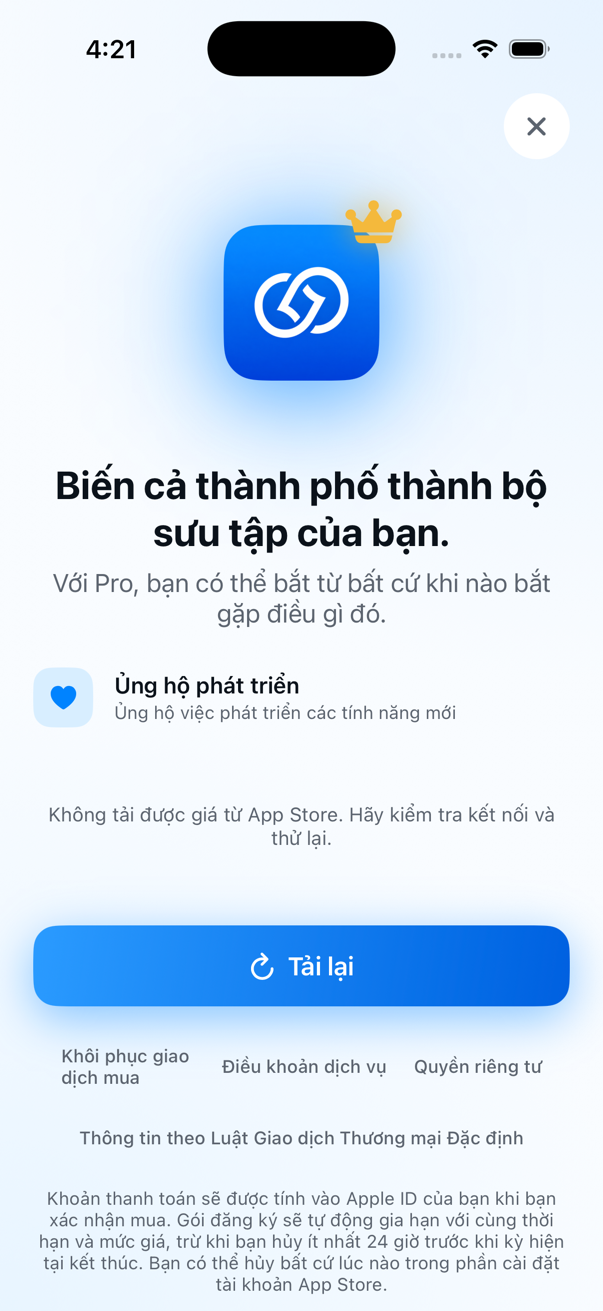 4:21
Biến cả thành phố thành bộ
sưu tập của bạn.
Với Pro, bạn có thể bắt từ bất cứ khi nào bắt
gặp điều gì đó.
Ủng hộ phát triển
Ủng hộ việc phát triển các tính năng mới
Không tải được giá từ App Store. Hãy kiểm tra kết nối và
thử lại.
Tải lại
Khôi phục giao
dịch mua
Điều khoản dịch vụ
Quyền riêng tư
Thông tin theo Luật Giao dịch Thương mại Đặc định
Khoản thanh toán sẽ được tính vào Apple ID của bạn khi bạn
xác nhận mua. Gói đăng ký sẽ tự động gia hạn với cùng thời
hạn và mức giá, trừ khi bạn hủy ít nhất 24 giờ trước khi kỳ hiện
tại kết thúc. Bạn có thể hủy bất cứ lúc nào trong phần cài đặt
tài khoản App Store.